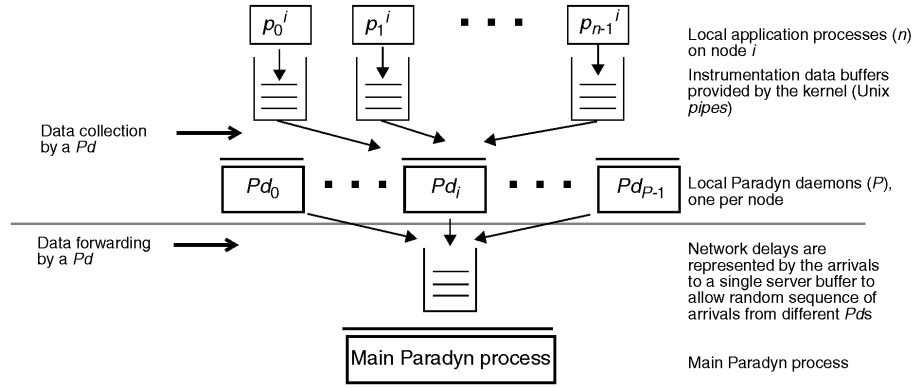 p0^i p1^i pn-1^i
Local application processes (n)
on node i
Instrumentation data buffers
provided by the kernel (Unix
pipes)
Data collection
by a Pd
Pd0 Pdi PdP-1
Local Paradyn daemons (P),
one per node
Data forwarding
by a Pd
Network delays are
represented by the arrivals
to a single server buffer to
allow random sequence of
arrivals from different Pds
Main Paradyn process
Main Paradyn process